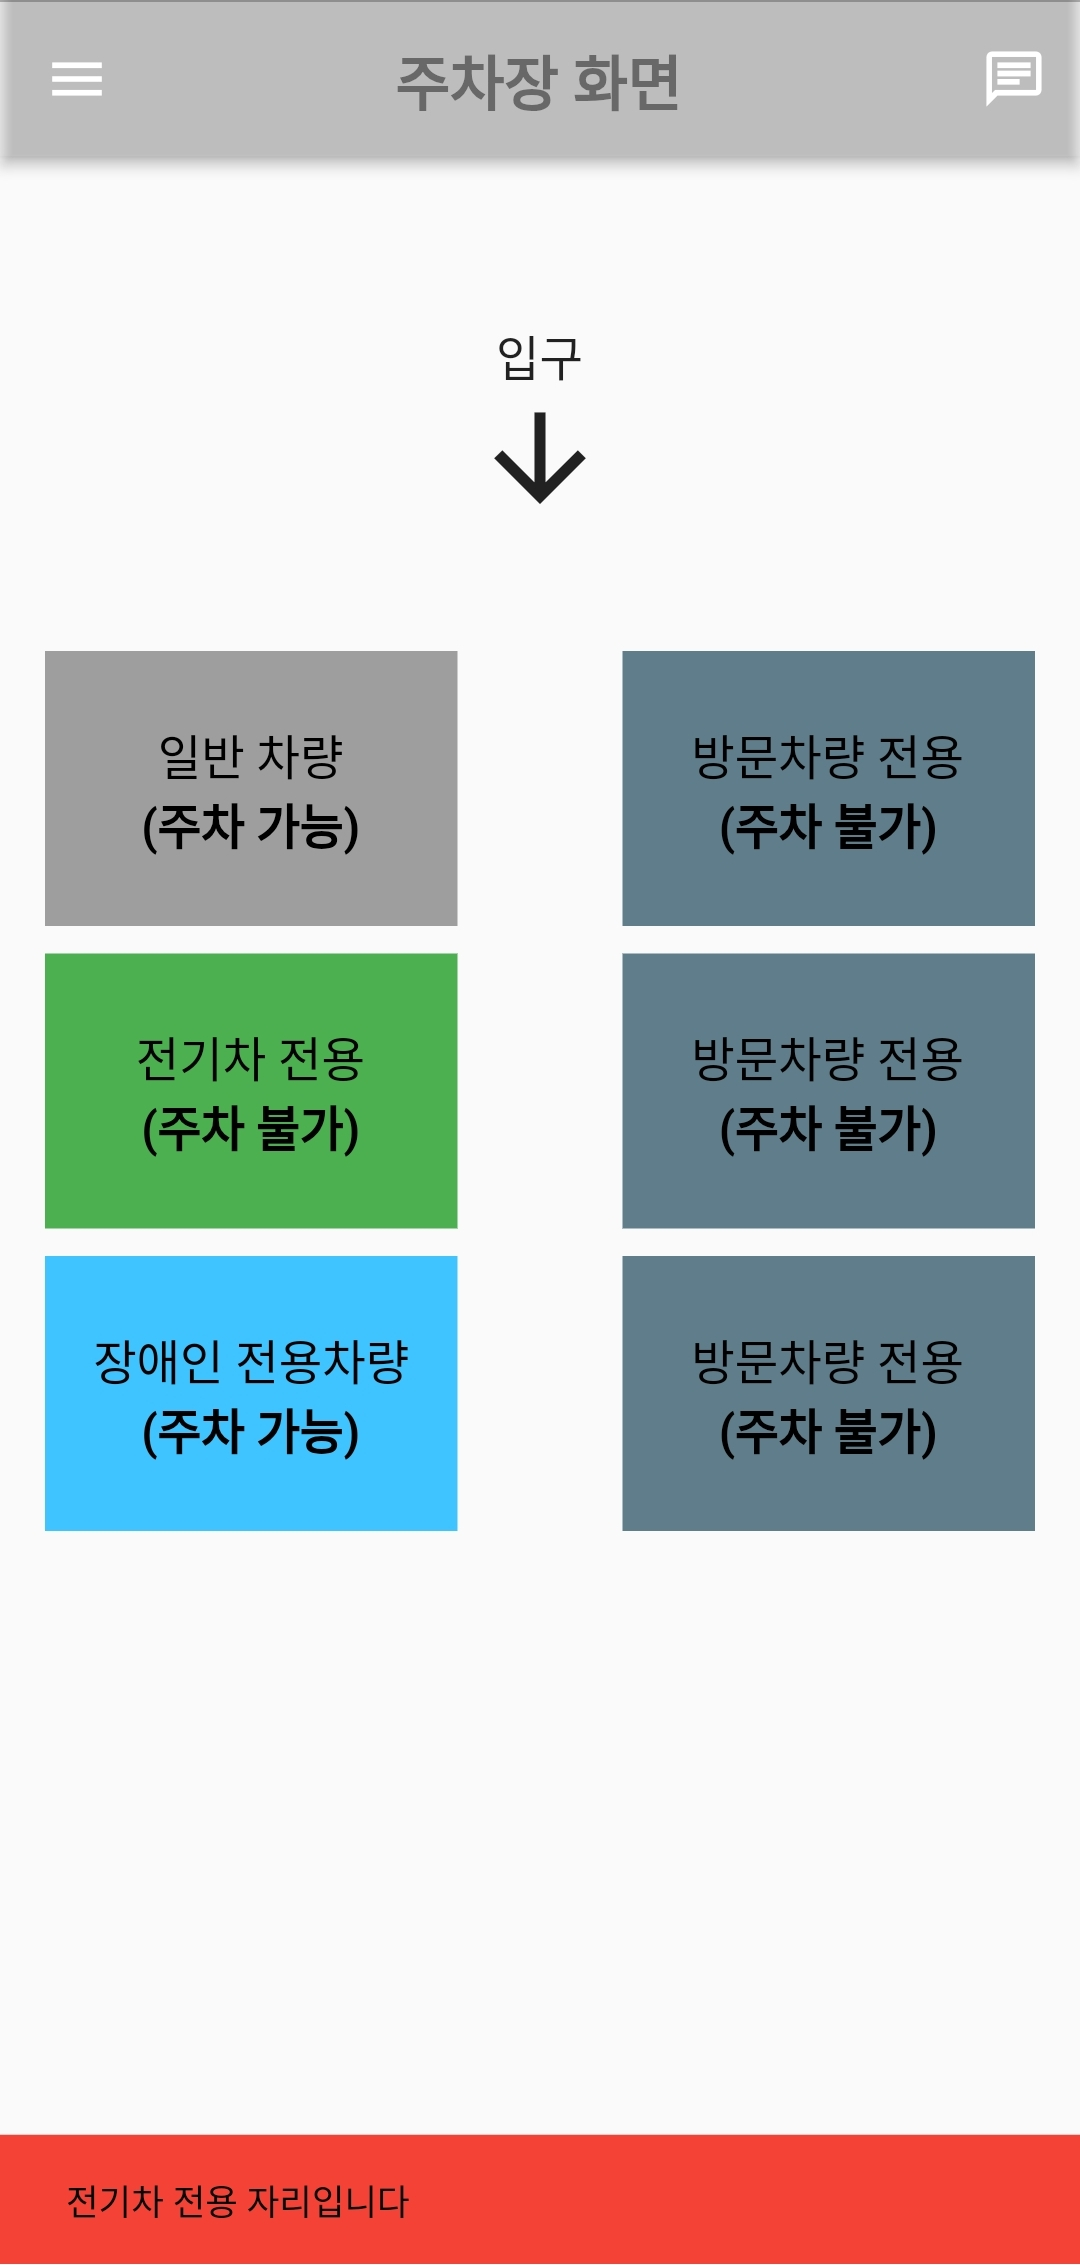 주차장 화면
입구
일반 차량
(주차 가능)
방문차량 전용
(주차 불가)
전기차 전용
(주차 불가)
방문차량 전용
(주차 불가)
장애인 전용차량
(주차 가능)
방문차량 전용
(주차 불가)
전기차 전용 자리입니다